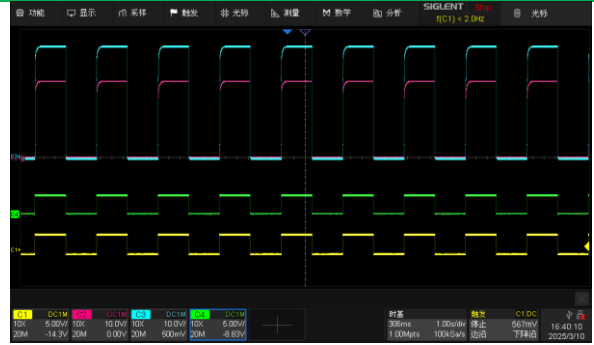 功能 显示 采样 触发 光标 测量 数学 分析 SIGLENT Stop 光标
f(C1) < 2.0Hz
C4
C1
C1 DC1M C2 DC1M C3 DC1M C4 DC1M 时基 触发 C1 DC
10X 5.00V/ 10X 10.0V/ 10X 10.0V/ 10X 5.00V/ 306ms 1.00s/div 停止 567mV 16:40:10
20M -14.3V 20M 0.00V 20M 500mV 20M -8.83V 1.00Mpts 100kSa/s 边沿 下降沿 2025/3/10